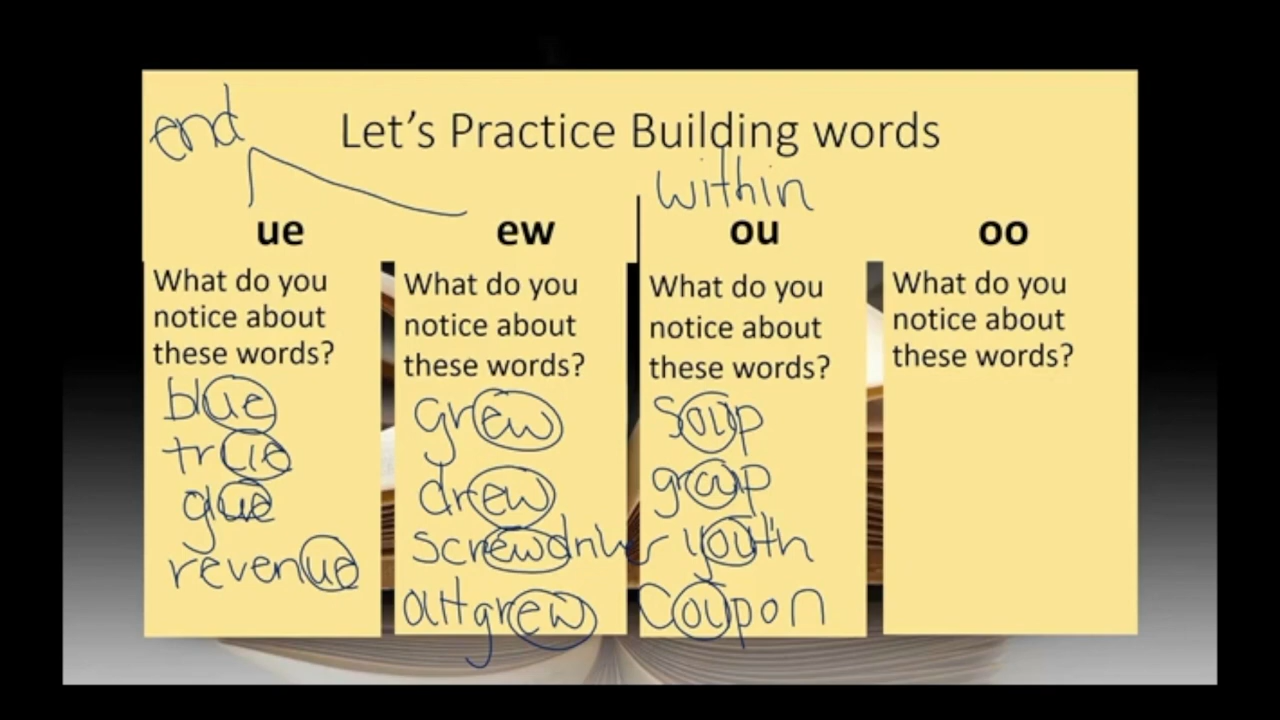 end
Let's Practice Building words
within
ue
ew
ou
oo
What do you
notice about
these words?
blue
true
glue
revenue
What do you
notice about
these words?
grew
drew
screwdriver
outgrew
What do you
notice about
these words?
soup
group
youth
coupon
What do you
notice about
these words?